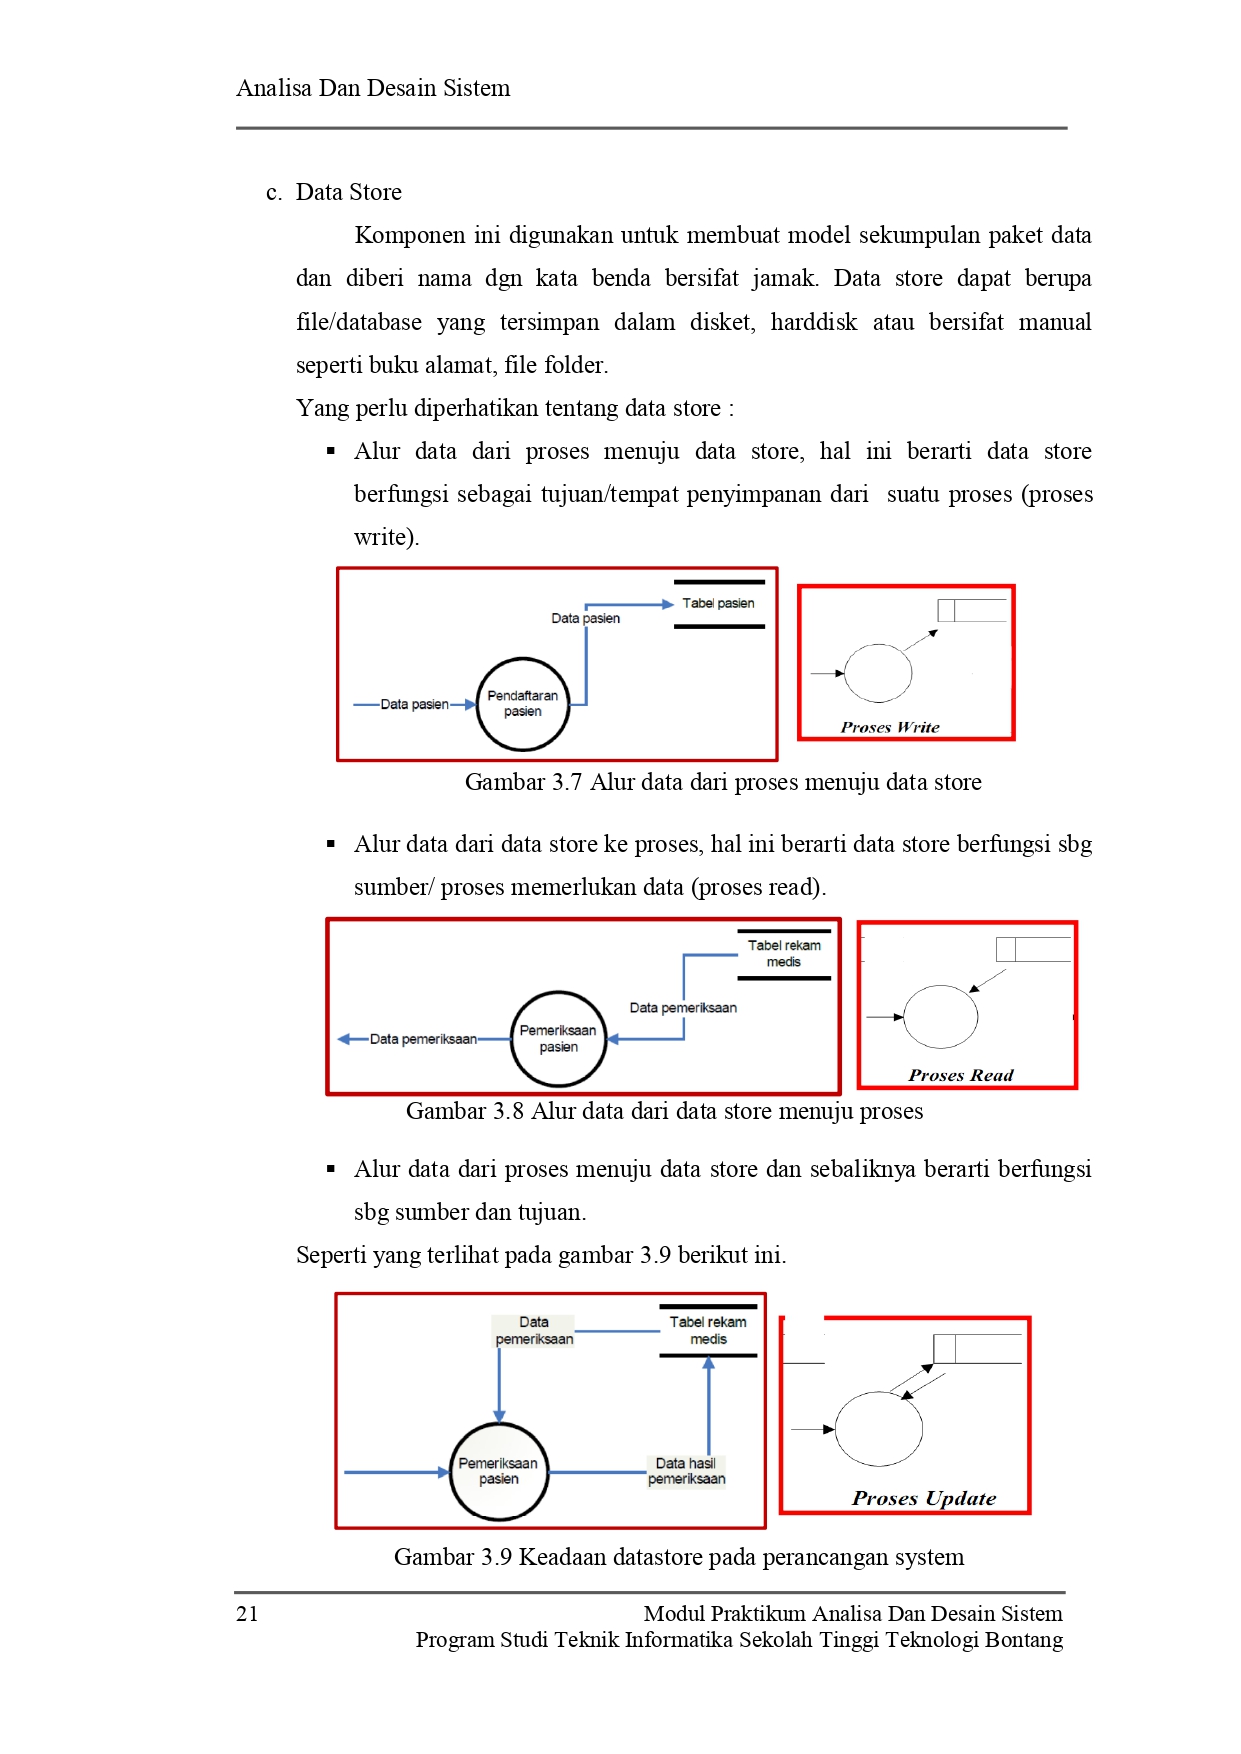 Analisa Dan Desain Sistem
c. Data Store
Komponen ini digunakan untuk membuat model sekumpulan paket data
dan diberi nama dgn kata benda bersifat jamak. Data store dapat berupa
file/database yang tersimpan dalam disket, harddisk atau bersifat manual
seperti buku alamat, file folder.
Yang perlu diperhatikan tentang data store :
▪ Alur data dari proses menuju data store, hal ini berarti data store
berfungsi sebagai tujuan/tempat penyimpanan dari suatu proses (proses
write).
Tabel pasien
Data pasien
Data pasien
Pendaftaran
pasien
Proses Write
Gambar 3.7 Alur data dari proses menuju data store
▪ Alur data dari data store ke proses, hal ini berarti data store berfungsi sbg
sumber/ proses memerlukan data (proses read).
Tabel rekam
medis
Data pemeriksaan
Pemeriksaan
pasien
Data pemeriksaan
Proses Read
Gambar 3.8 Alur data dari data store menuju proses
▪ Alur data dari proses menuju data store dan sebaliknya berarti berfungsi
sbg sumber dan tujuan.
Seperti yang terlihat pada gambar 3.9 berikut ini.
Data
pemeriksaan
Tabel rekam
medis
Pemeriksaan
pasien
Data hasil
pemeriksaan
Proses Update
Gambar 3.9 Keadaan datastore pada perancangan system
21
Modul Praktikum Analisa Dan Desain Sistem
Program Studi Teknik Informatika Sekolah Tinggi Teknologi Bontang